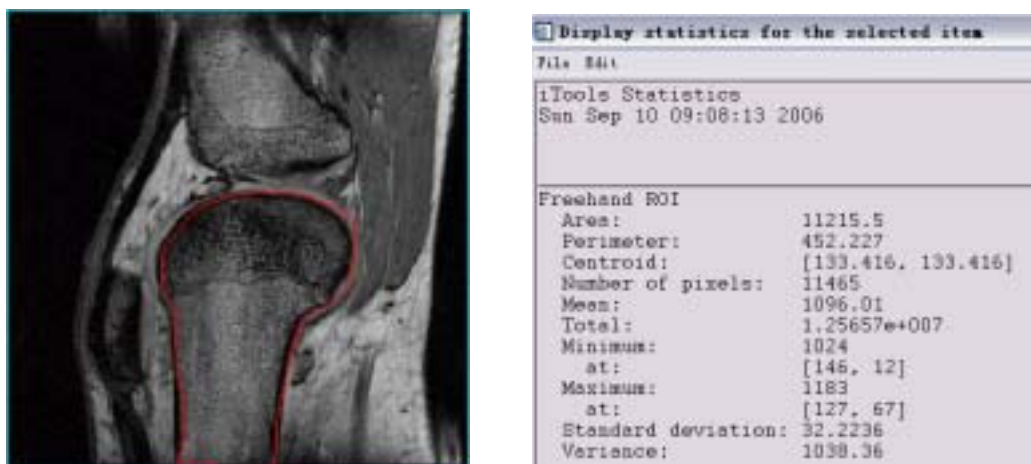 Display statistics for the selected item
File Edit
iTools Statistics
Sun Sep 10 09:08:13 2006
Freehand ROI
Area: 11215.5
Perimeter: 452.227
Centroid: [133.416, 133.416]
Number of pixels: 11465
Mean: 1096.01
Total: 1.25657e+007
Minimum: 1024
at: [146, 12]
Maximum: 1183
at: [127, 67]
Standard deviation: 32.2236
Variance: 1038.36